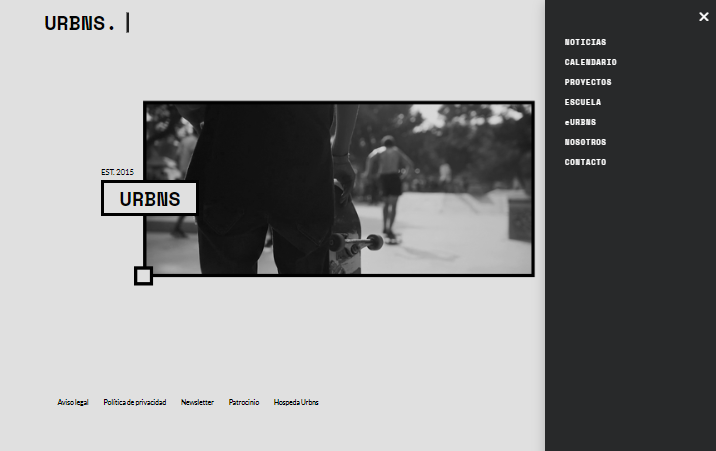 URBNS.
NOTICIAS
CALENDARIO
PROYECTOS
ESCUELA
eURBNS
NOSOTROS
CONTACTO
EST. 2015
URBNS
Aviso legal Política de privacidad Newsletter Patrocinio Hospeda Urbns